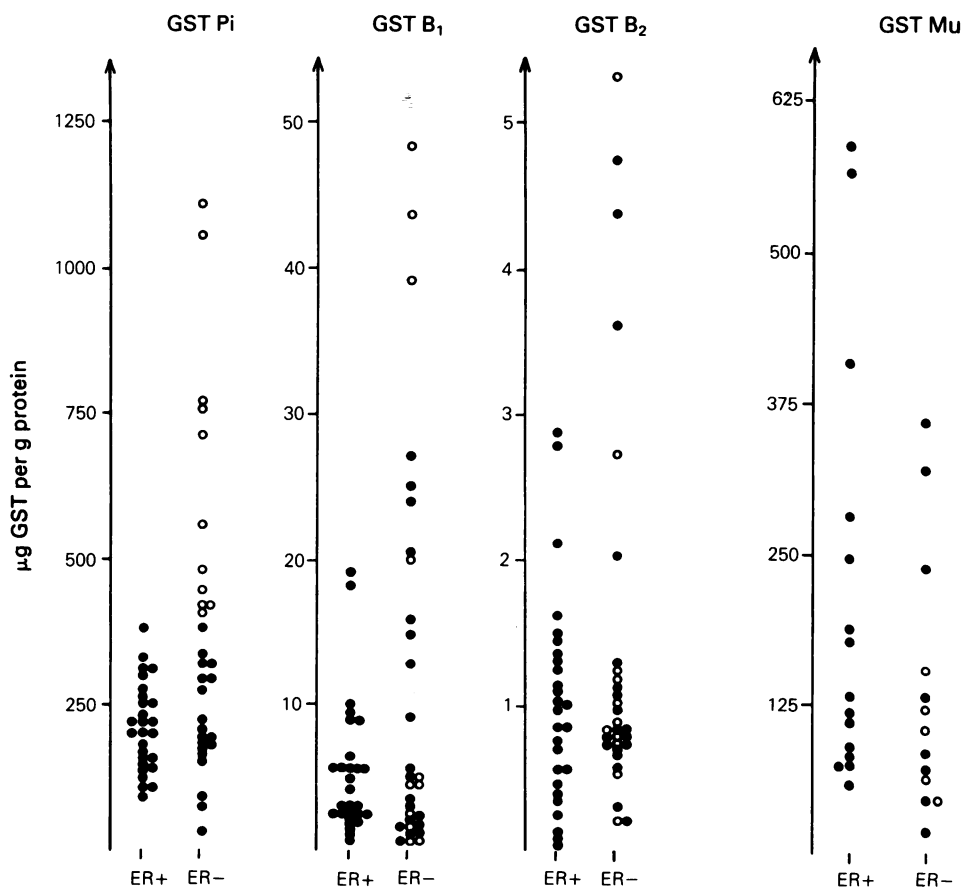 GST Pi
GST B₁
GST B₂
GST Mu
µg GST per g protein
1250
1000
750
500
250
50
40
30
20
10
5
4
3
2
1
625
500
375
250
125
ER+
ER−
ER+
ER−
ER+
ER−
ER+
ER−